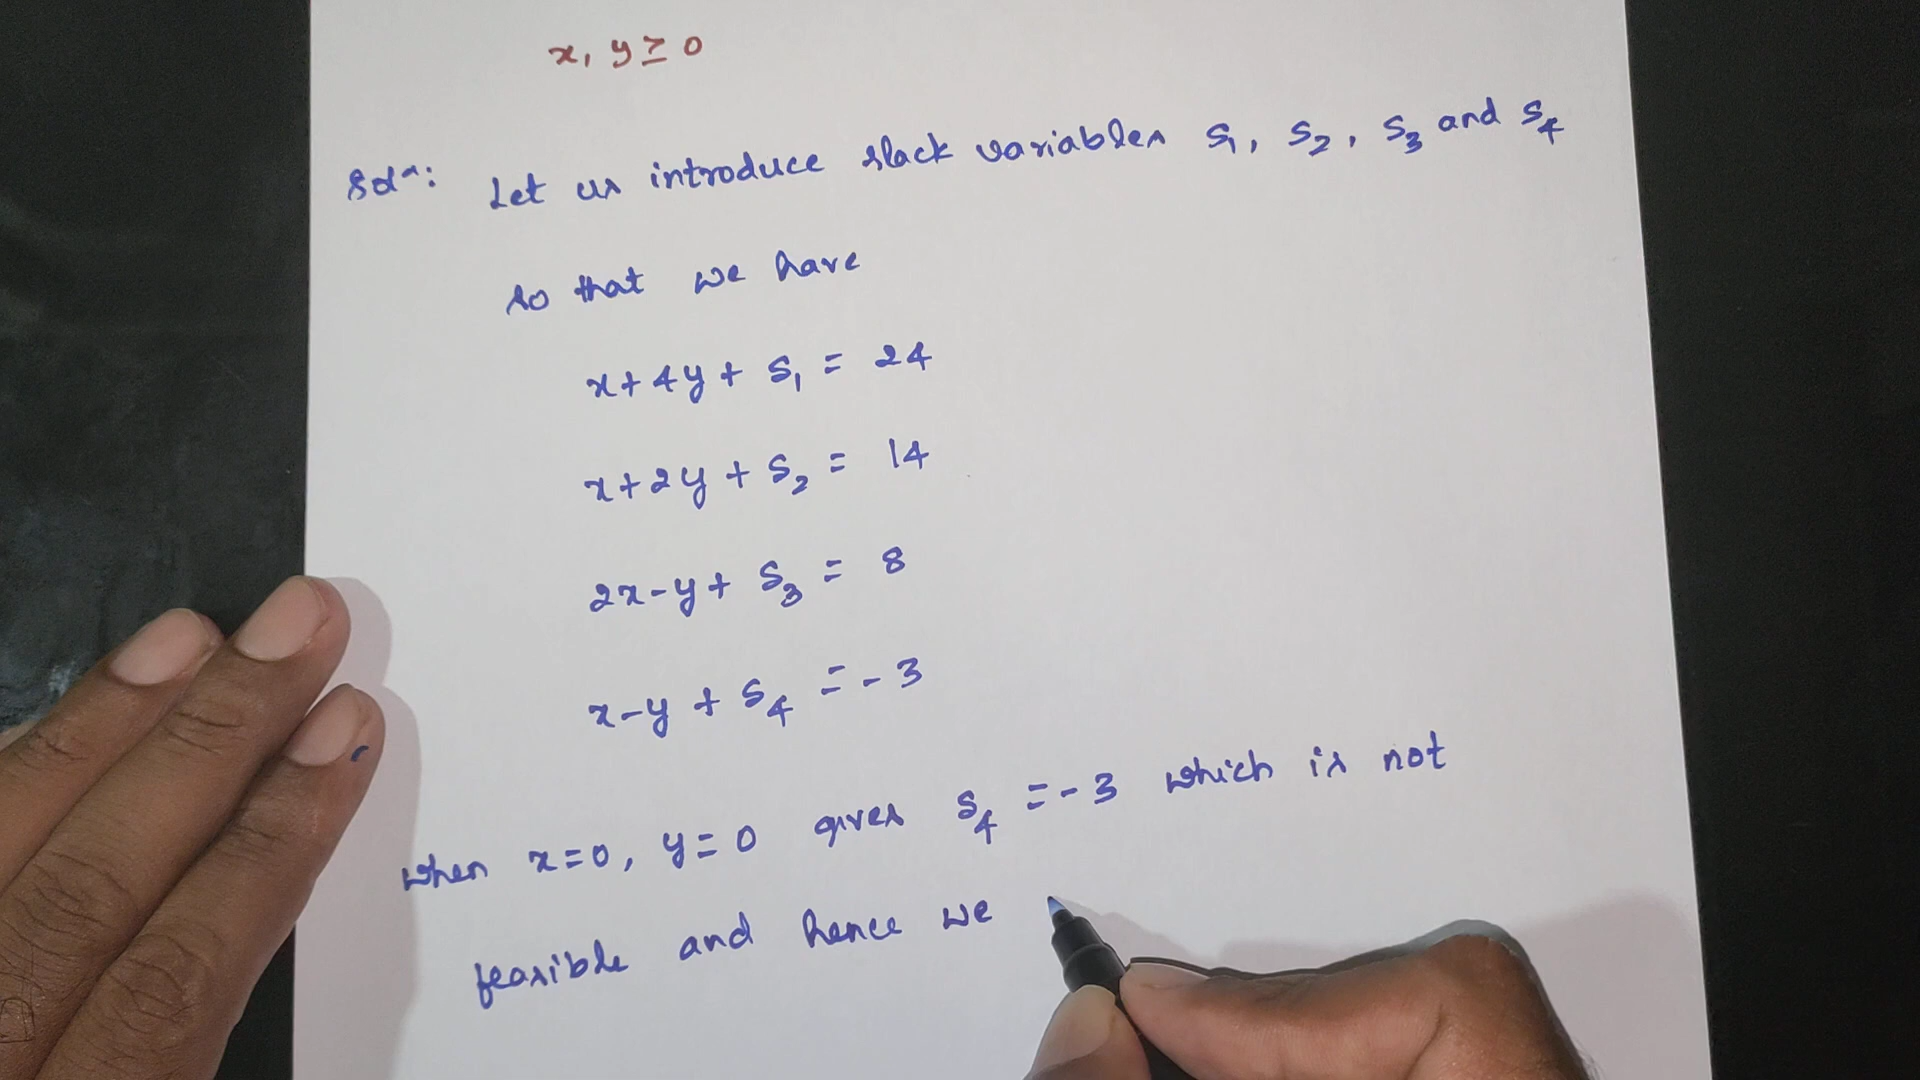 x, y ≥ 0
Solⁿ: Let us introduce slack variables S₁, S₂, S₃ and S₄
so that we have
x + 4y + S₁ = 24
x + 2y + S₂ = 14
2x - y + S₃ = 8
x - y + S₄ = -3
when x = 0, y = 0 gives S₄ = -3 which is not
feasible and hence we